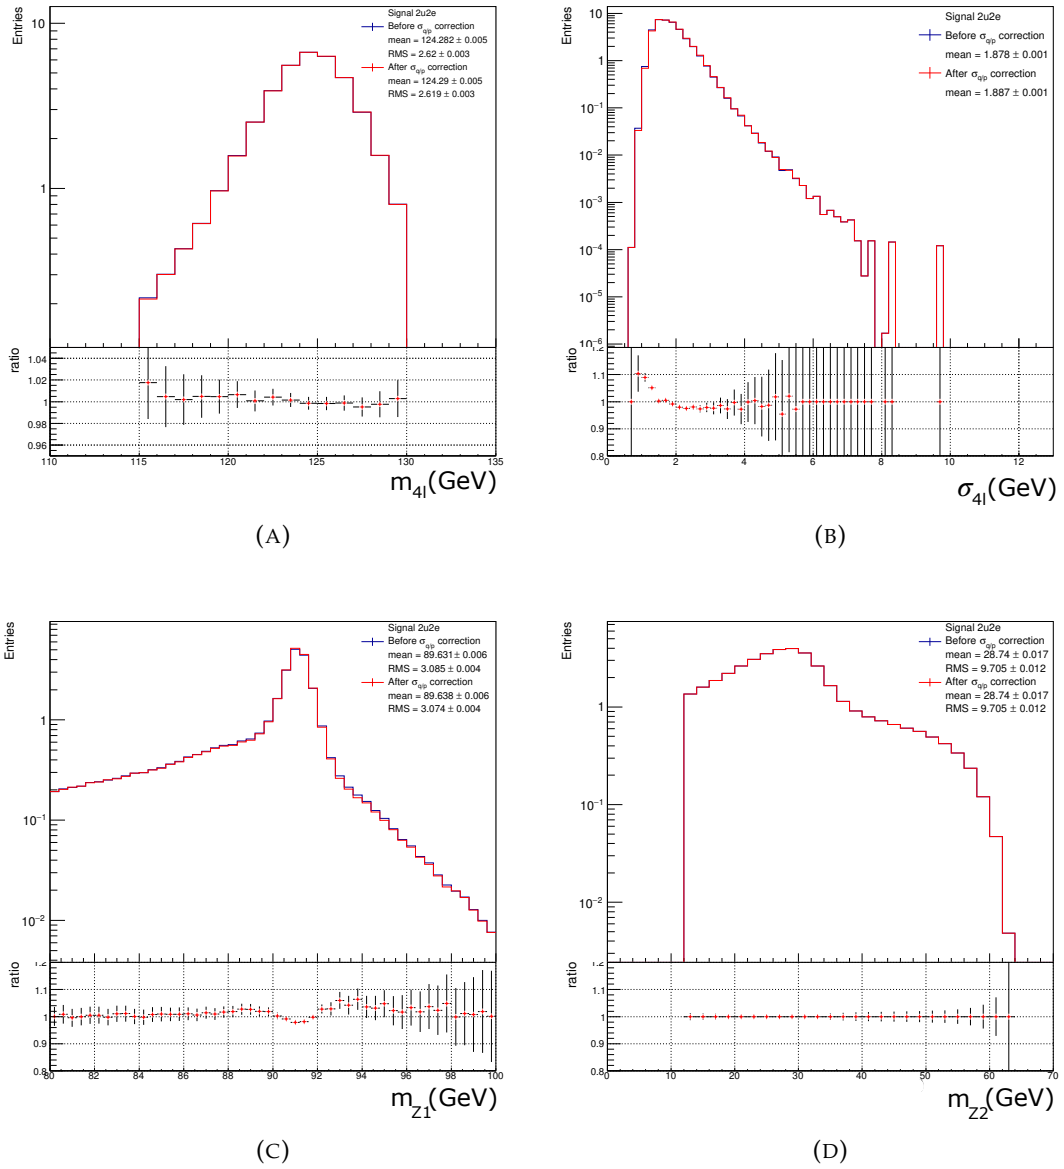 Entries
10
1
Signal 2u2e
Before σq/p correction
mean = 124.282 ± 0.005
RMS = 2.62 ± 0.003
After σq/p correction
mean = 124.29 ± 0.005
RMS = 2.619 ± 0.003
ratio
1.04
1.02
1
0.98
0.96
110 115 120 125 130 135
m4l(GeV)
(A)
Entries
10
1
10⁻¹
10⁻²
10⁻³
10⁻⁴
10⁻⁵
10⁻⁶
Signal 2u2e
Before σq/p correction
mean = 1.878 ± 0.001
After σq/p correction
mean = 1.887 ± 0.001
ratio
1.2
1.1
1
0.9
0.8
0 2 4 6 8 10 12
σ4l(GeV)
(B)
Entries
1
10⁻¹
10⁻²
Signal 2u2e
Before σq/p correction
mean = 89.631 ± 0.006
RMS = 3.085 ± 0.004
After σq/p correction
mean = 89.638 ± 0.006
RMS = 3.074 ± 0.004
ratio
1.2
1.1
1
0.9
0.8
80 82 84 86 88 90 92 94 96 98 100
mZ1(GeV)
(C)
Entries
1
10⁻¹
10⁻²
Signal 2u2e
Before σq/p correction
mean = 28.74 ± 0.017
RMS = 9.705 ± 0.012
After σq/p correction
mean = 28.74 ± 0.017
RMS = 9.705 ± 0.012
ratio
1.2
1.1
1
0.9
0.8
0 10 20 30 40 50 60 70
mZ2(GeV)
(D)